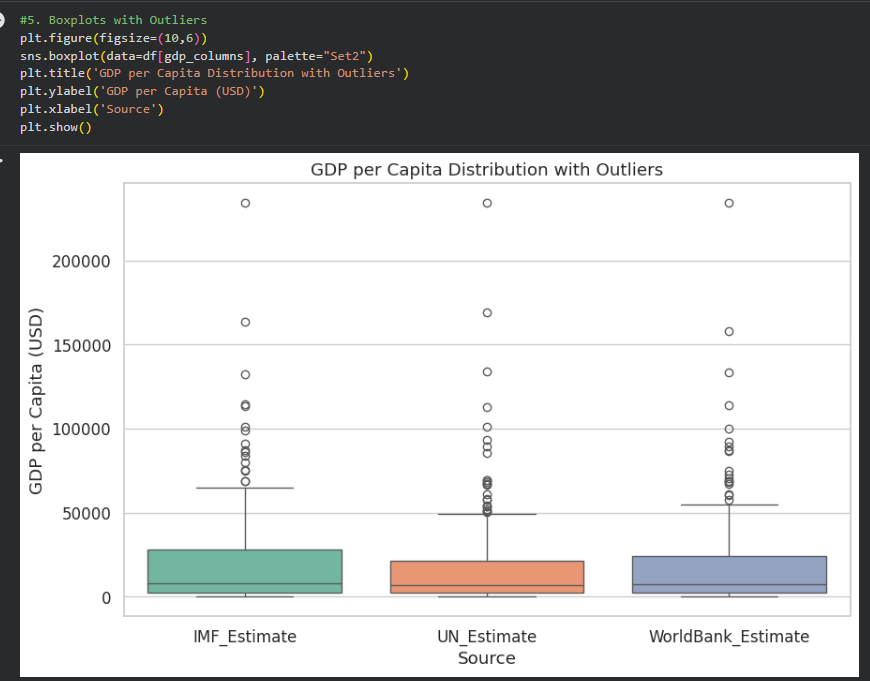 #5. Boxplots with Outliers
plt.figure(figsize=(10,6))
sns.boxplot(data=df[gdp_columns], palette="Set2")
plt.title('GDP per Capita Distribution with Outliers')
plt.ylabel('GDP per Capita (USD)')
plt.xlabel('Source')
plt.show()
GDP per Capita Distribution with Outliers
GDP per Capita (USD)
200000
150000
100000
50000
0
IMF_Estimate UN_Estimate WorldBank_Estimate
Source